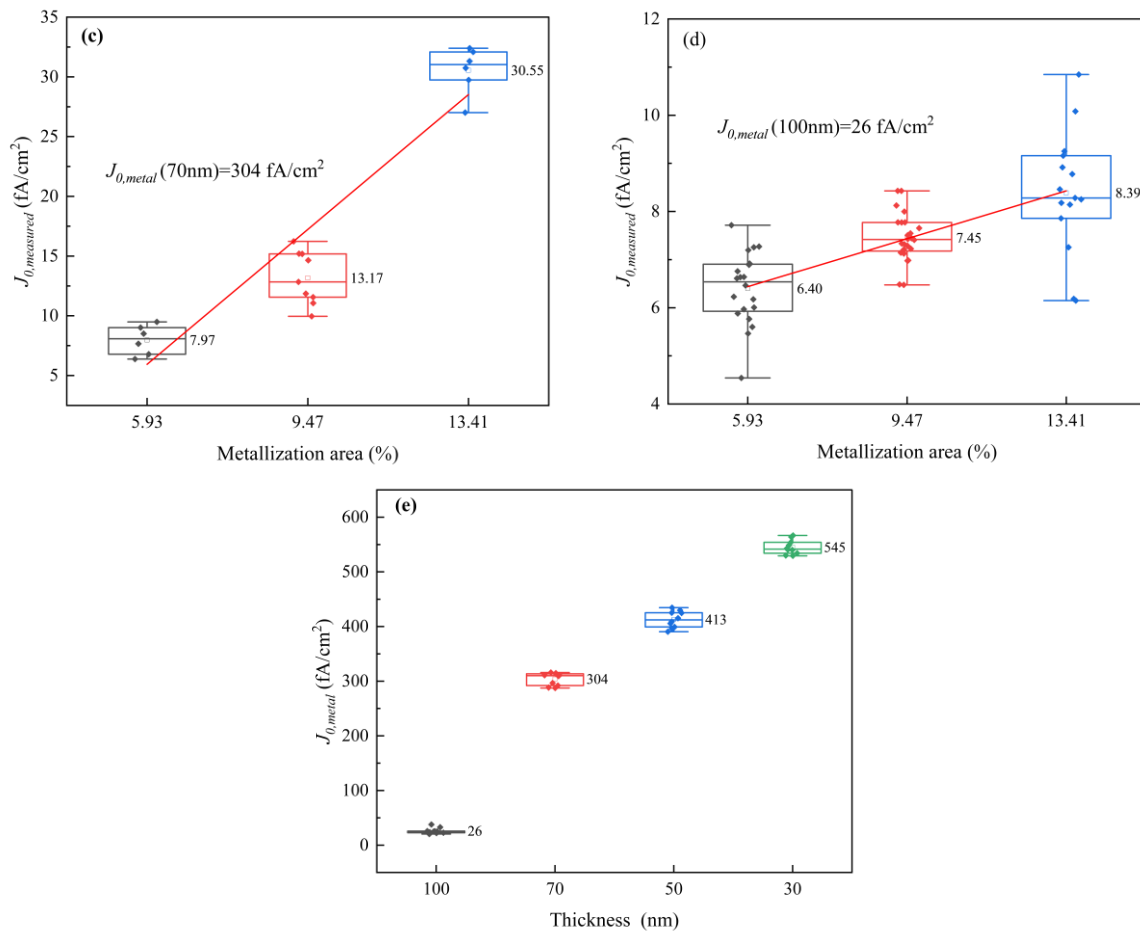 (c)
J0,measured (fA/cm²)
35
30
25
20
15
10
5
J0,metal (70nm)=304 fA/cm²
7.97
13.17
30.55
5.93 9.47 13.41
Metallization area (%)
(d)
J0,measured (fA/cm²)
12
10
8
6
4
J0,metal (100nm)=26 fA/cm²
6.40
7.45
8.39
5.93 9.47 13.41
Metallization area (%)
(e)
J0,metal (fA/cm²)
600
500
400
300
200
100
0
26
304
413
545
100 70 50 30
Thickness (nm)